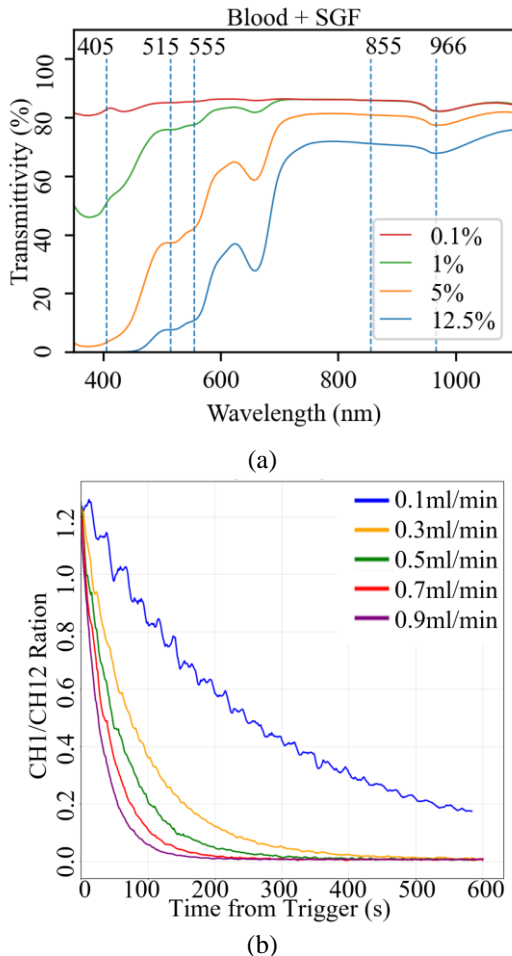 Blood + SGF
405 515 555 855 966
100
80
60
40
20
0
Transmittivity (%)
0.1%
1%
5%
12.5%
400 600 800 1000
Wavelength (nm)
(a)
1.2
1.0
0.8
0.6
0.4
0.2
0.0
CH1/CH12 Ration
0.1ml/min
0.3ml/min
0.5ml/min
0.7ml/min
0.9ml/min
0 100 200 300 400 500 600
Time from Trigger (s)
(b)